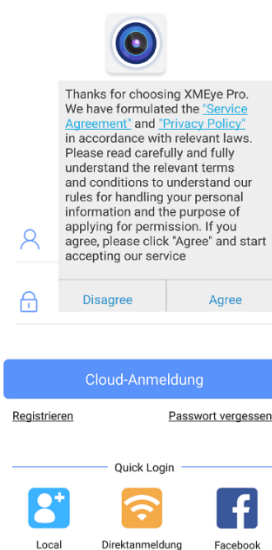 Thanks for choosing XMEye Pro.
We have formulated the "Service
Agreement" and "Privacy Policy"
in accordance with relevant laws.
Please read carefully and fully
understand the relevant terms
and conditions to understand our
rules for handling your personal
information and the purpose of
applying for permission. If you
agree, please click "Agree" and start
accepting our service
Disagree Agree
Cloud-Anmeldung
Registrieren Passwort vergessen
Quick Login
Local Direktanmeldung Facebook